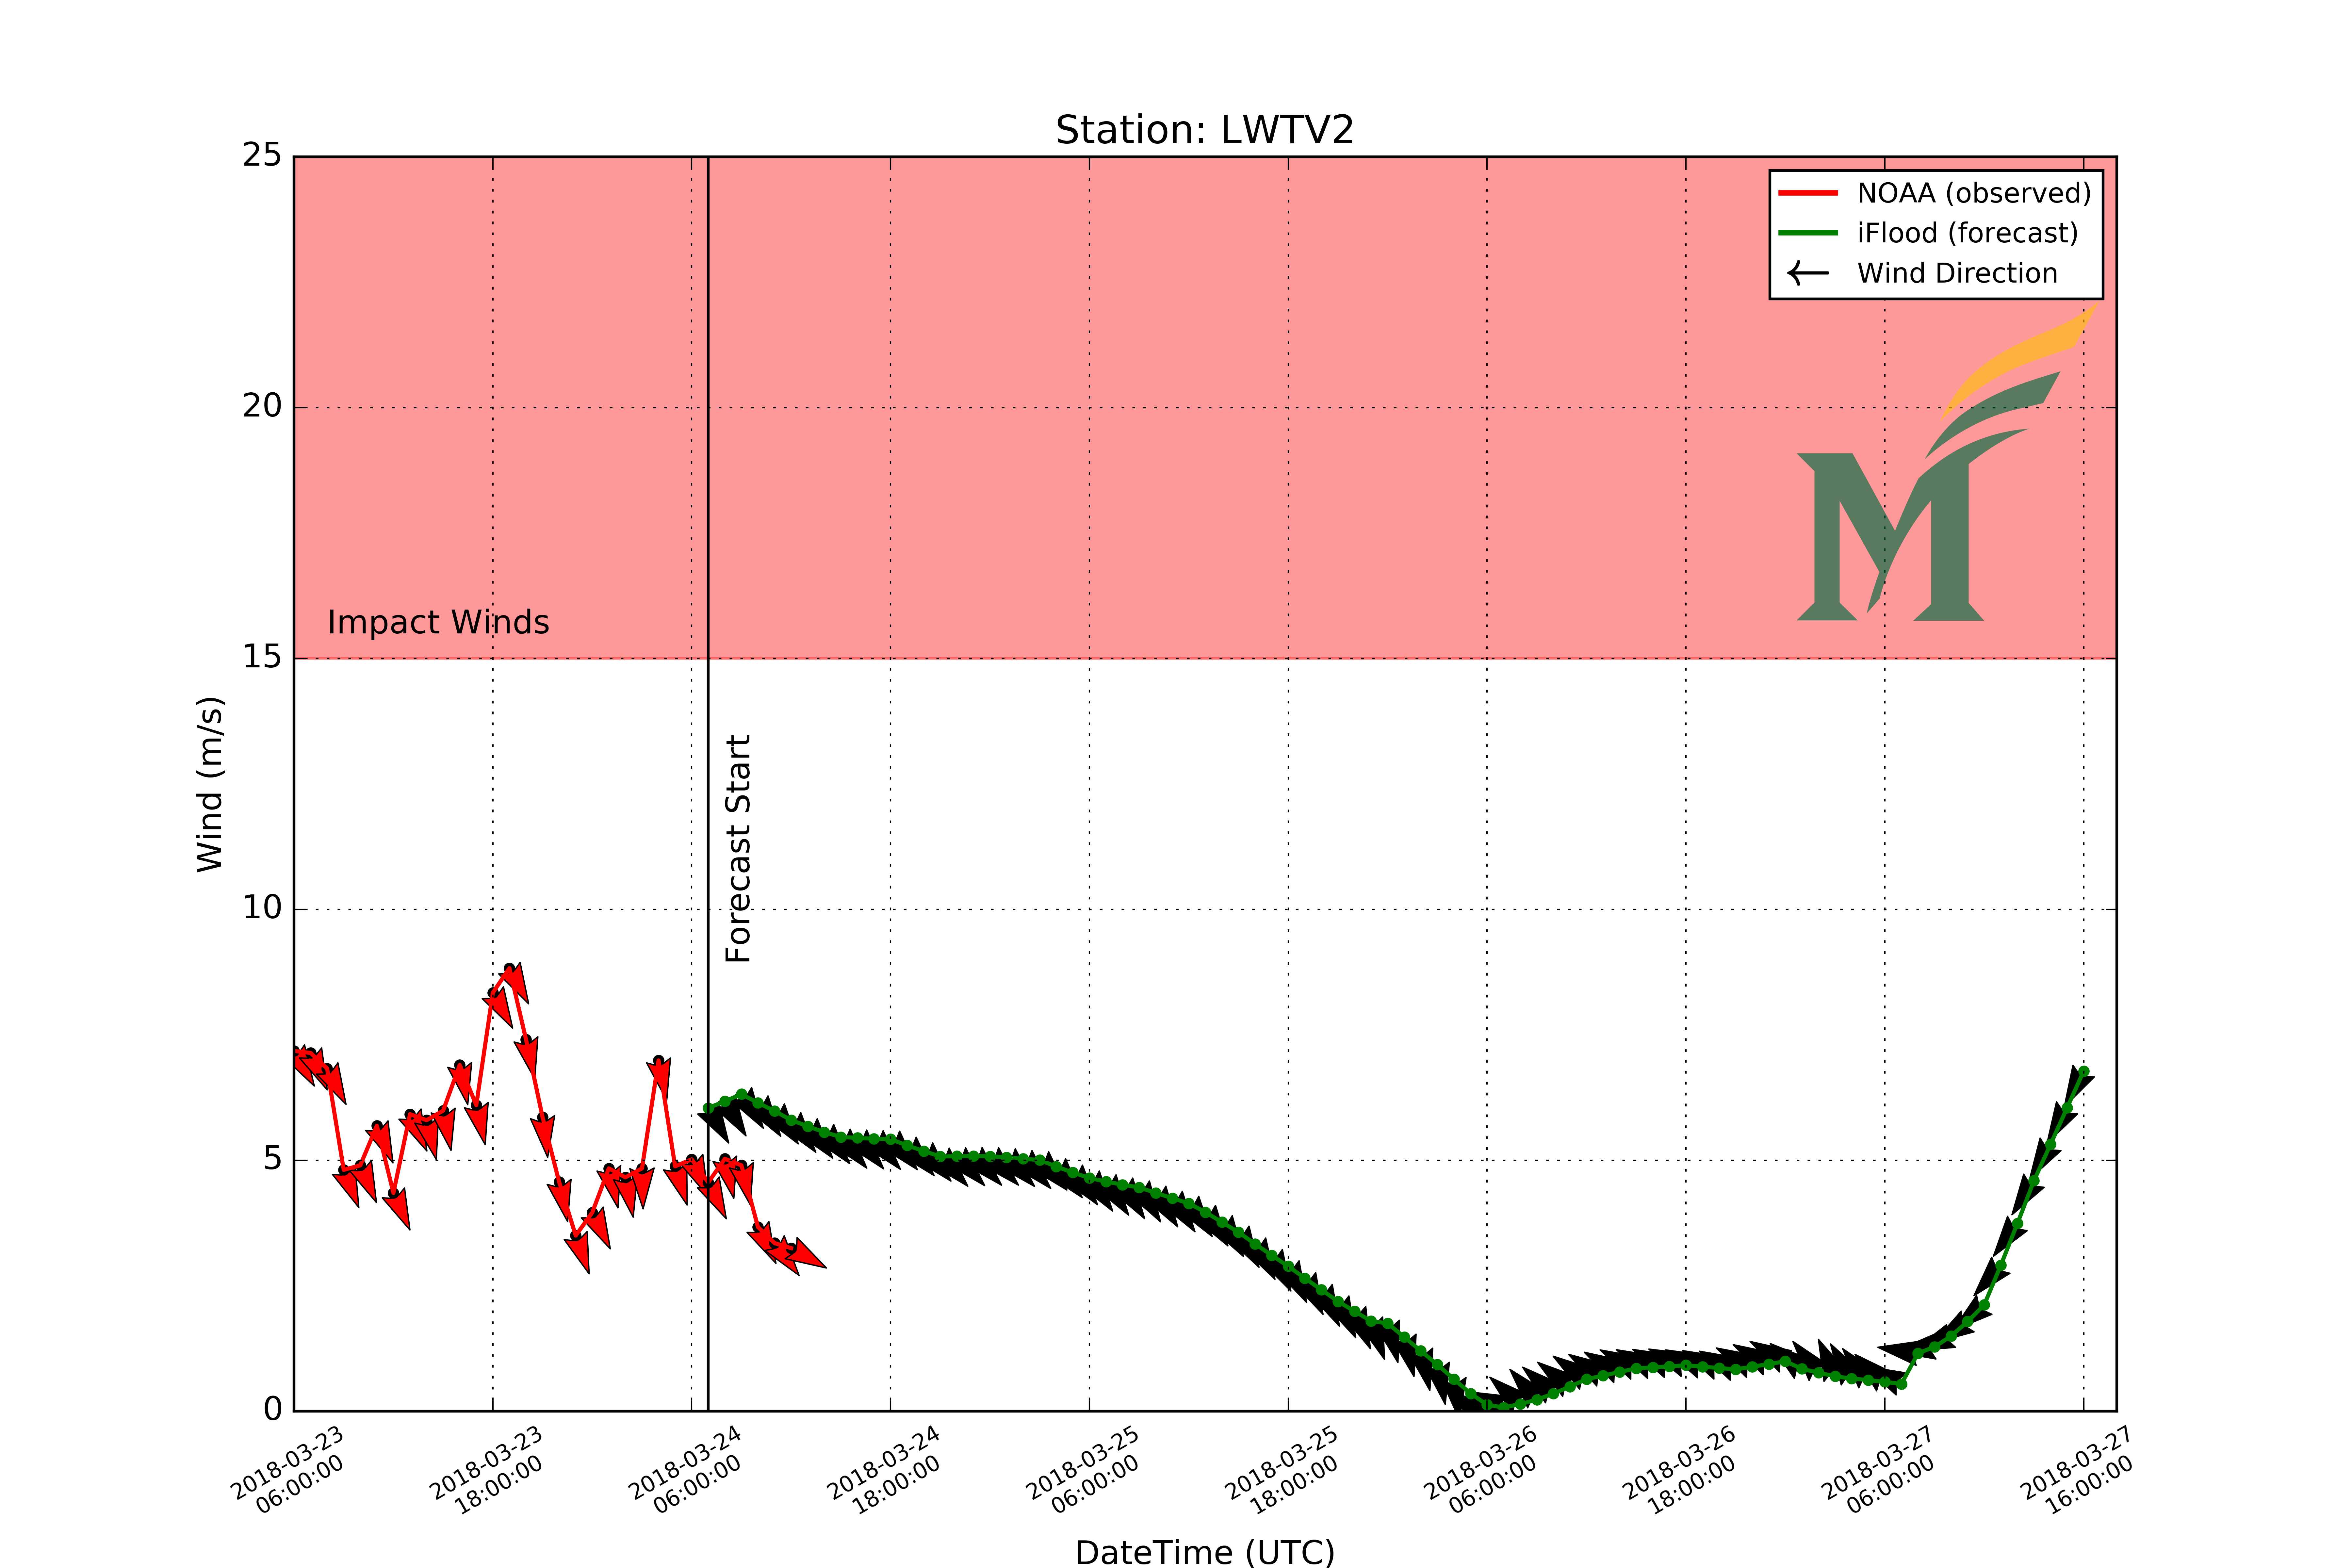 Station: LWTV2
25
20
15
10
5
0
Wind (m/s)
NOAA (observed)
iFlood (forecast)
Wind Direction
M
Impact Winds
Forecast Start
2018-03-23
06:00:00
2018-03-23
18:00:00
2018-03-24
06:00:00
2018-03-24
18:00:00
2018-03-25
06:00:00
2018-03-25
18:00:00
2018-03-26
06:00:00
2018-03-26
18:00:00
2018-03-27
06:00:00
2018-03-27
16:00:00
DateTime (UTC)